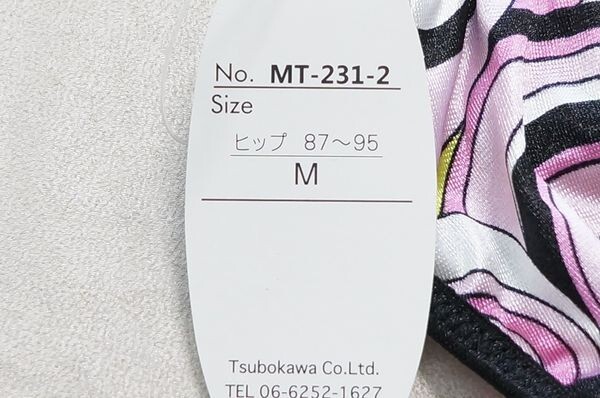 No. MT-231-2
Size
ヒップ 87～95
M
Tsubokawa Co.Ltd.
TEL 06-6252-1627